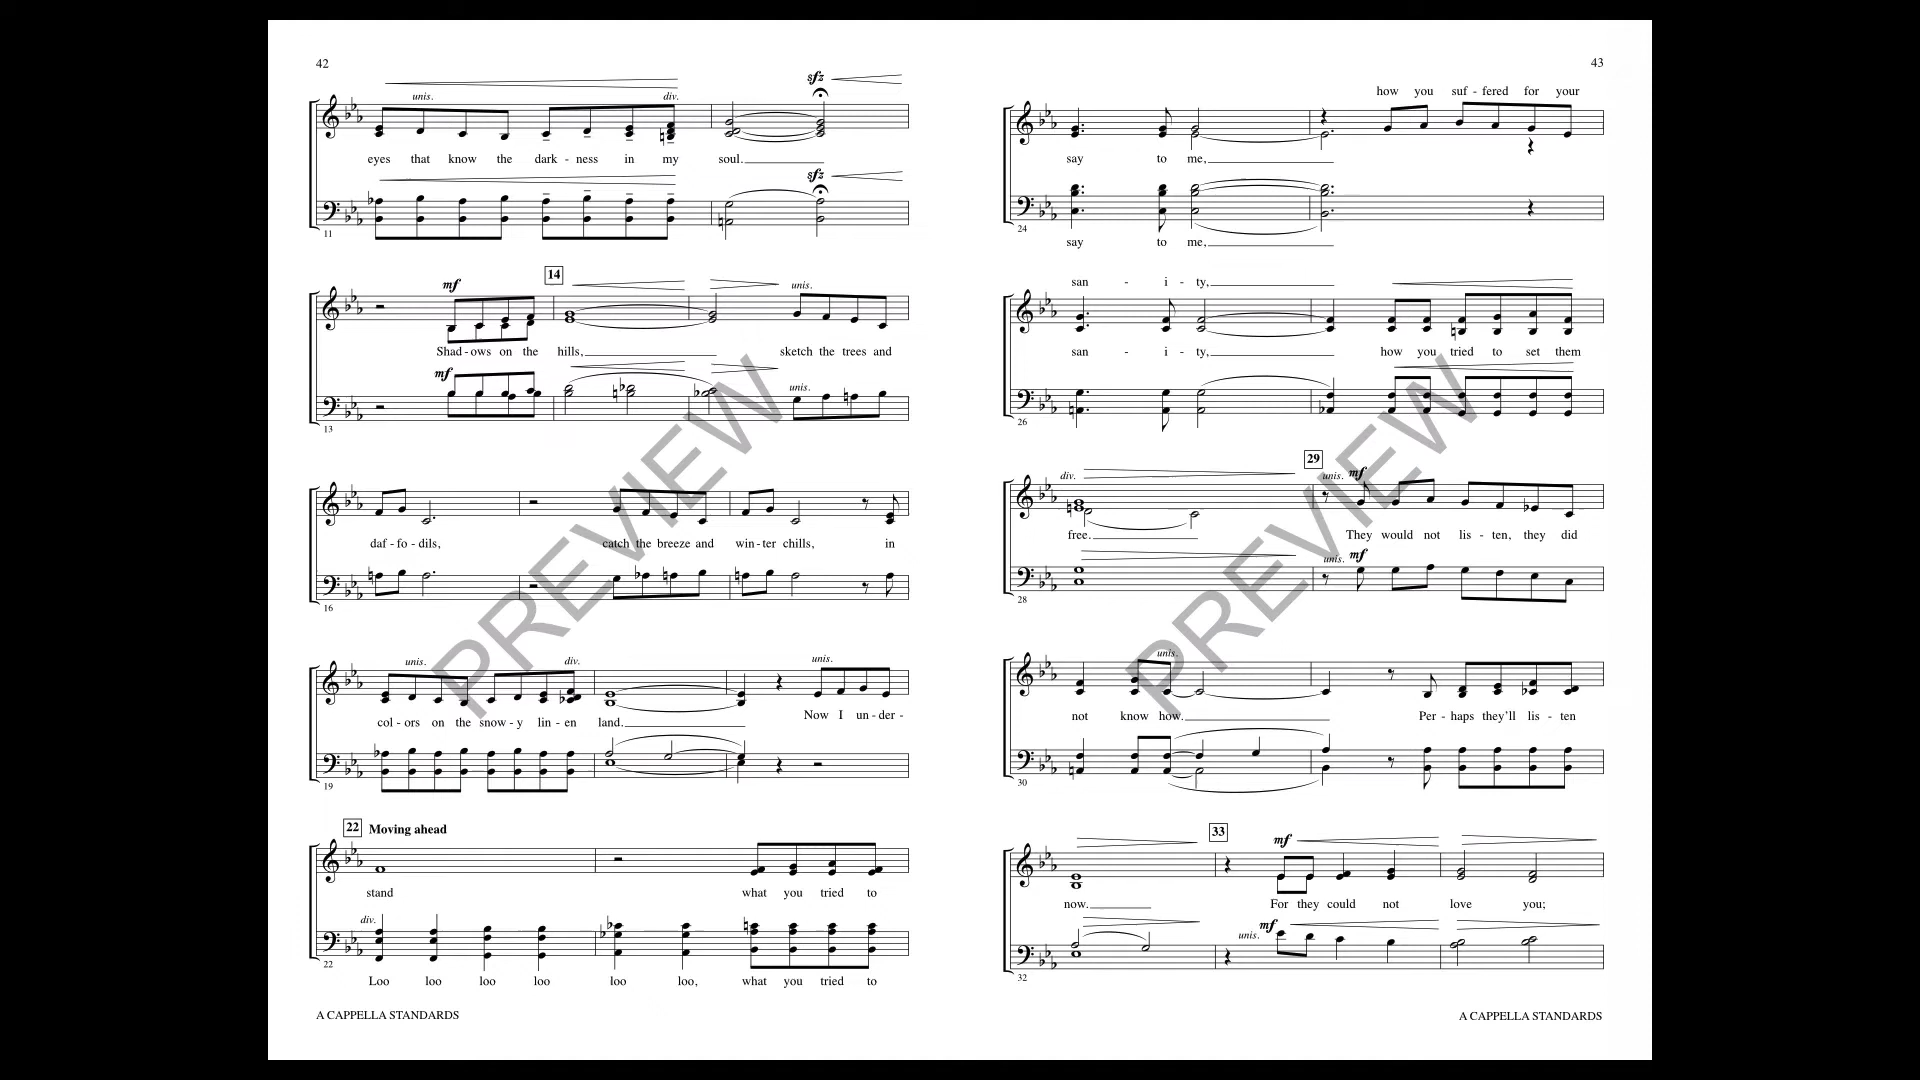 42
sfz
unis. div.
eyes that know the dark - ness in my soul.
sfz
11
mf 14 unis.
Shad - ows on the hills, sketch the trees and
mf unis.
13
daf - fo - dils, catch the breeze and win - ter chills, in
16
unis. div. unis.
col - ors on the snow - y lin - en land. Now I un - der -
19
22 Moving ahead
stand what you tried to
div.
22
Loo loo loo loo loo loo, what you tried to
A CAPPELLA STANDARDS
43
how you suf - fered for your
say to me,
24
say to me,
san - i - ty,
san - i - ty, how you tried to set them
26
29
div. unis. mf
free. They would not lis - ten, they did
unis. mf
28
unis.
not know how. Per - haps they'll lis - ten
30
33
mf
now. For they could not love you;
unis. mf
32
A CAPPELLA STANDARDS
PREVIEW
PREVIEW